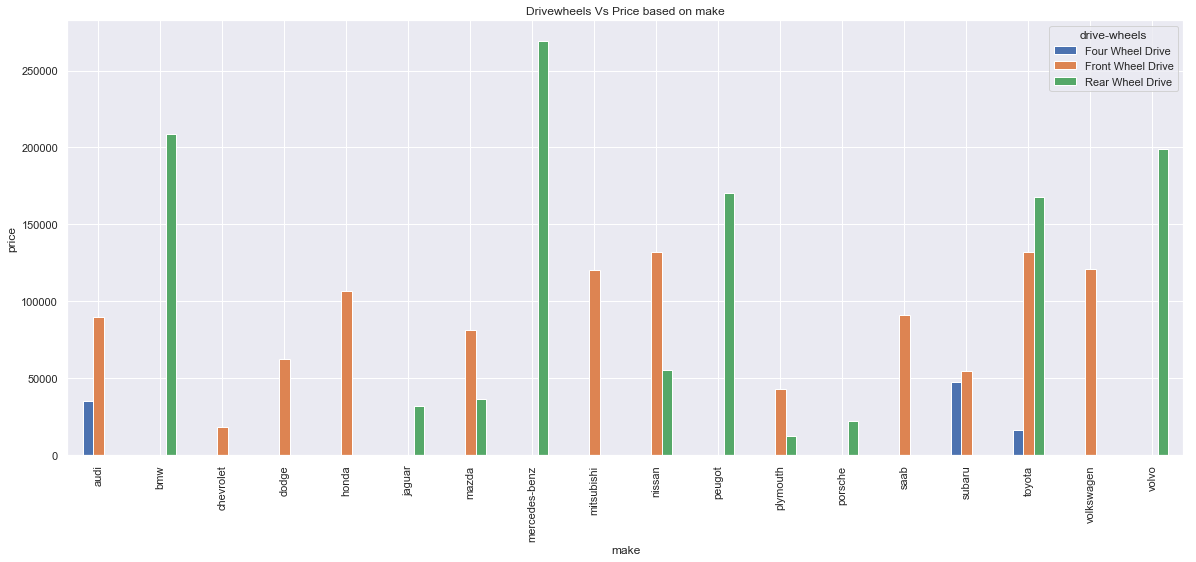 Drivewheels Vs Price based on make
drive-wheels
Four Wheel Drive
Front Wheel Drive
Rear Wheel Drive
price
250000
200000
150000
100000
50000
0
audi
bmw
chevrolet
dodge
honda
jaguar
mazda
mercedes-benz
mitsubishi
nissan
peugot
plymouth
porsche
saab
subaru
toyota
volkswagen
volvo
make